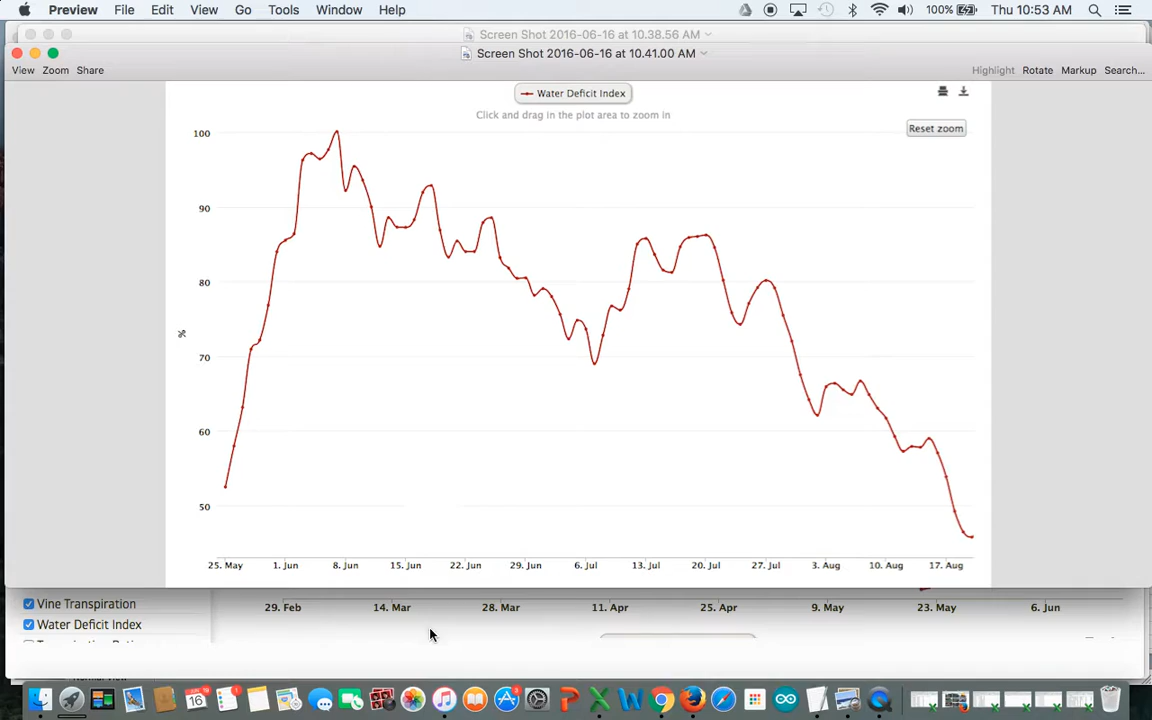 Preview File Edit View Go Tools Window Help 100% Thu 10:53 AM
Screen Shot 2016-06-16 at 10.38.56 AM
Screen Shot 2016-06-16 at 10.41.00 AM
View Zoom Share Highlight Rotate Markup Search...
Water Deficit Index
Click and drag in the plot area to zoom in
Reset zoom
100
90
80
%
70
60
50
25. May 1. Jun 8. Jun 15. Jun 22. Jun 29. Jun 6. Jul 13. Jul 20. Jul 27. Jul 3. Aug 10. Aug 17. Aug
Vine Transpiration
29. Feb 14. Mar 28. Mar 11. Apr 25. Apr 9. May 23. May 6. Jun
Water Deficit Index
16